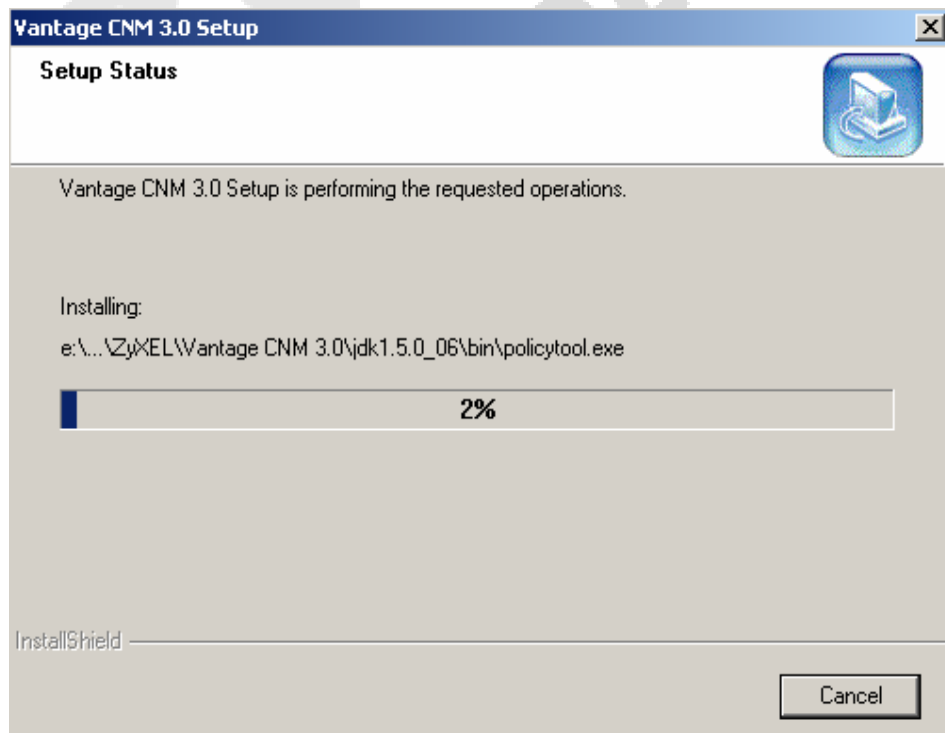 Vantage CNM 3.0 Setup
Setup Status
Vantage CNM 3.0 Setup is performing the requested operations.
Installing:
e:\...\ZyXEL\Vantage CNM 3.0\jdk1.5.0_06\bin\policytool.exe
2%
InstallShield
Cancel